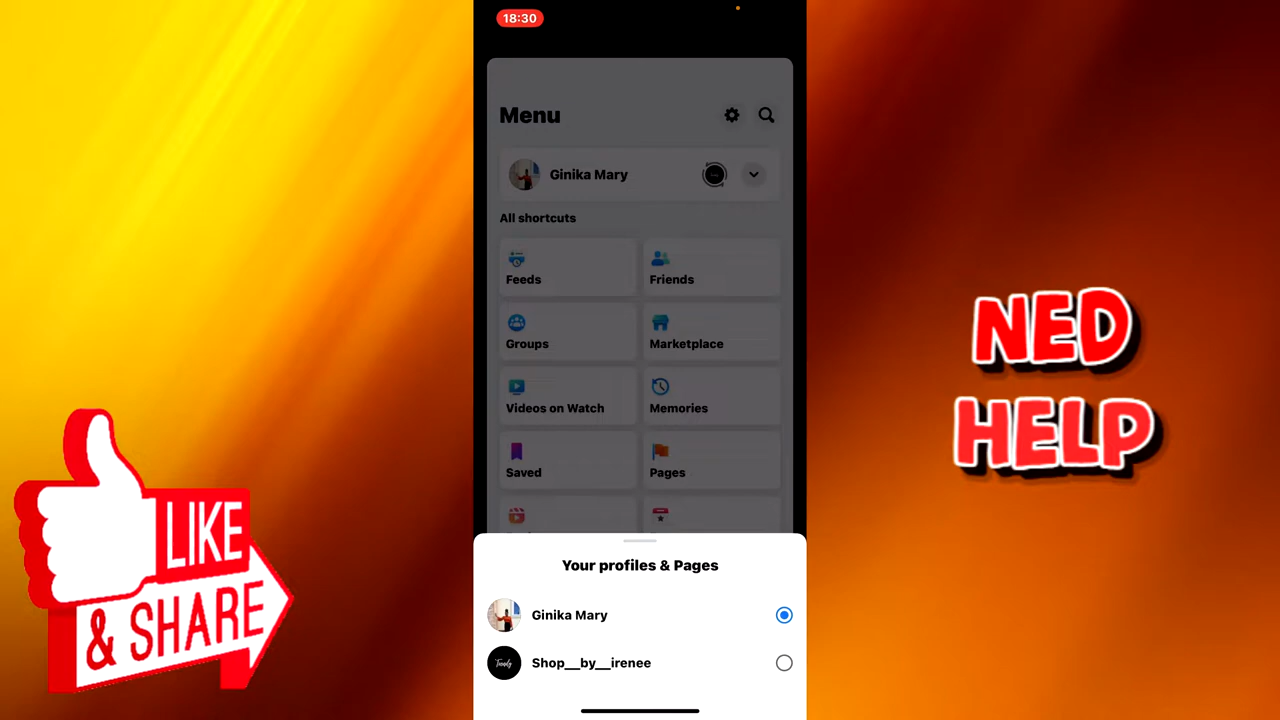 18:30
Menu
Ginika Mary
All shortcuts
Feeds
Friends
Groups
Marketplace
Videos on Watch
Memories
Saved
Pages
Your profiles & Pages
Ginika Mary
Trendy
Shop__by__irenee
LIKE
& SHARE
NED
HELP